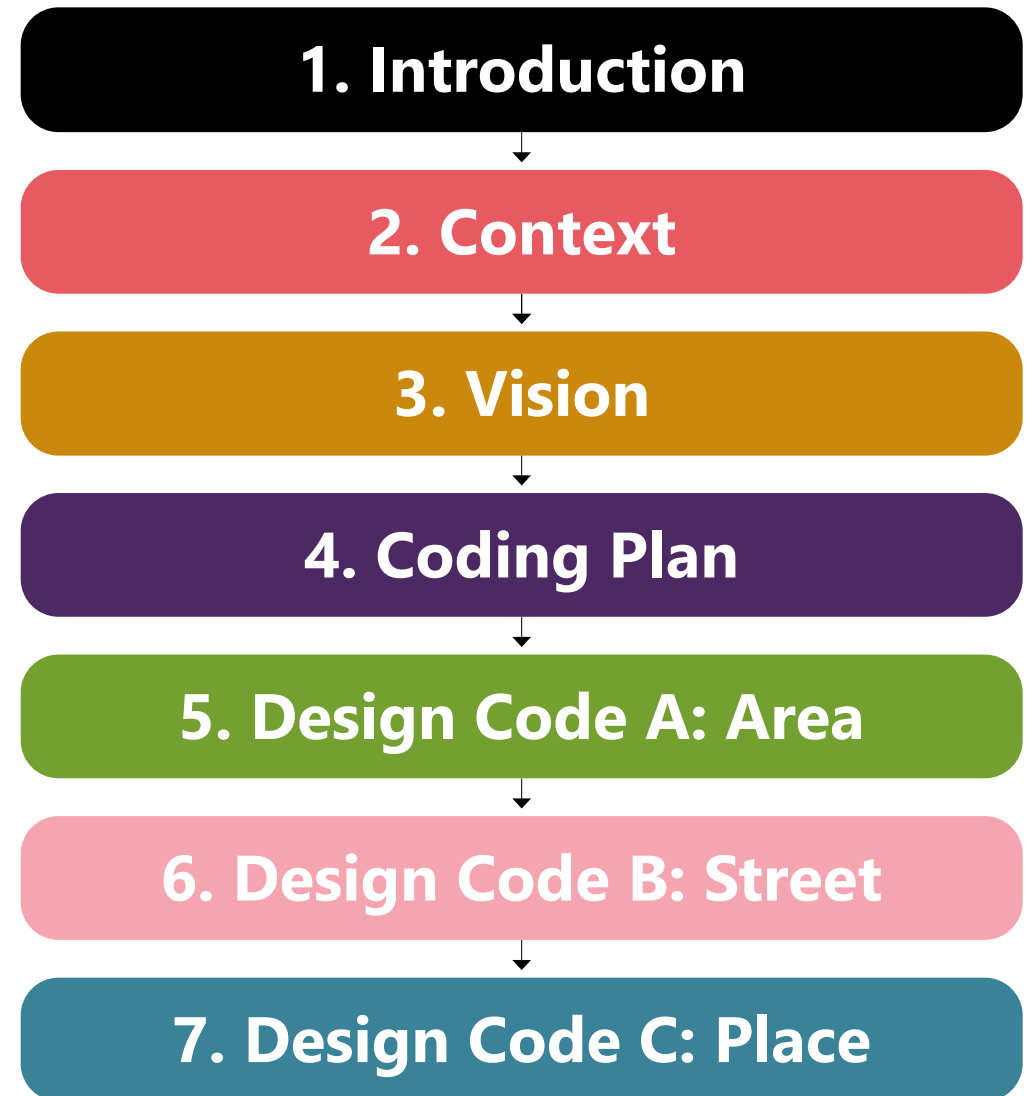 1. Introduction
2. Context
3. Vision
4. Coding Plan
5. Design Code A: Area
6. Design Code B: Street
7. Design Code C: Place